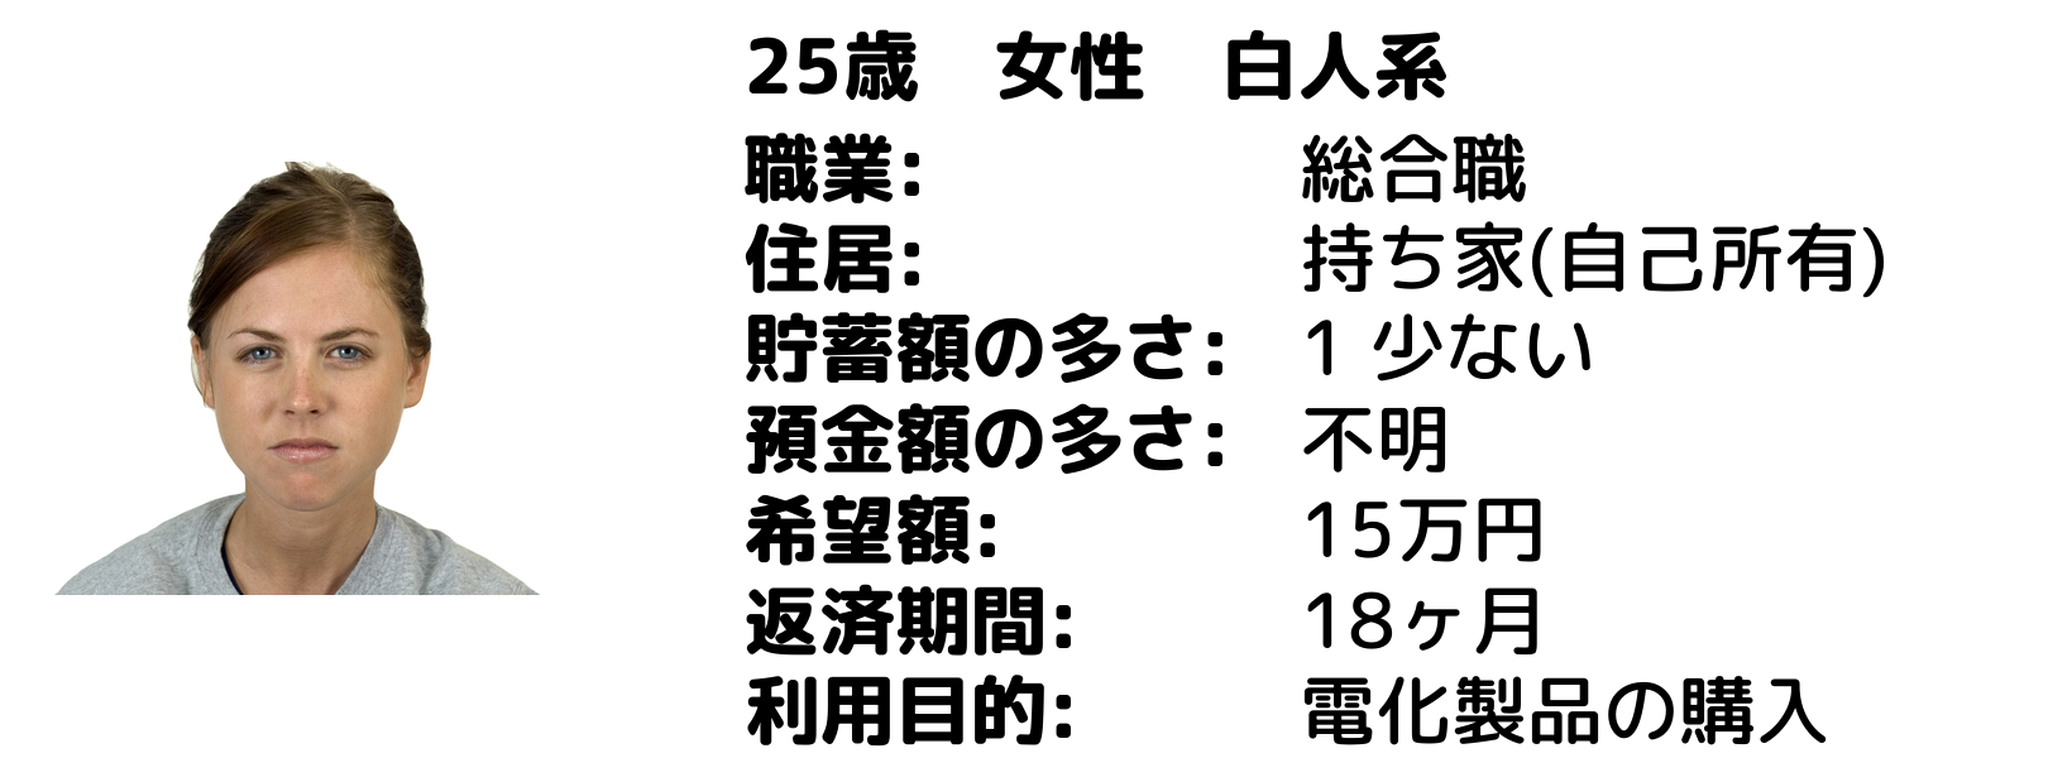 25歳　女性　白人系
職業: 総合職
住居: 持ち家(自己所有)
貯蓄額の多さ: 1 少ない
預金額の多さ: 不明
希望額: 15万円
返済期間: 18ヶ月
利用目的: 電化製品の購入